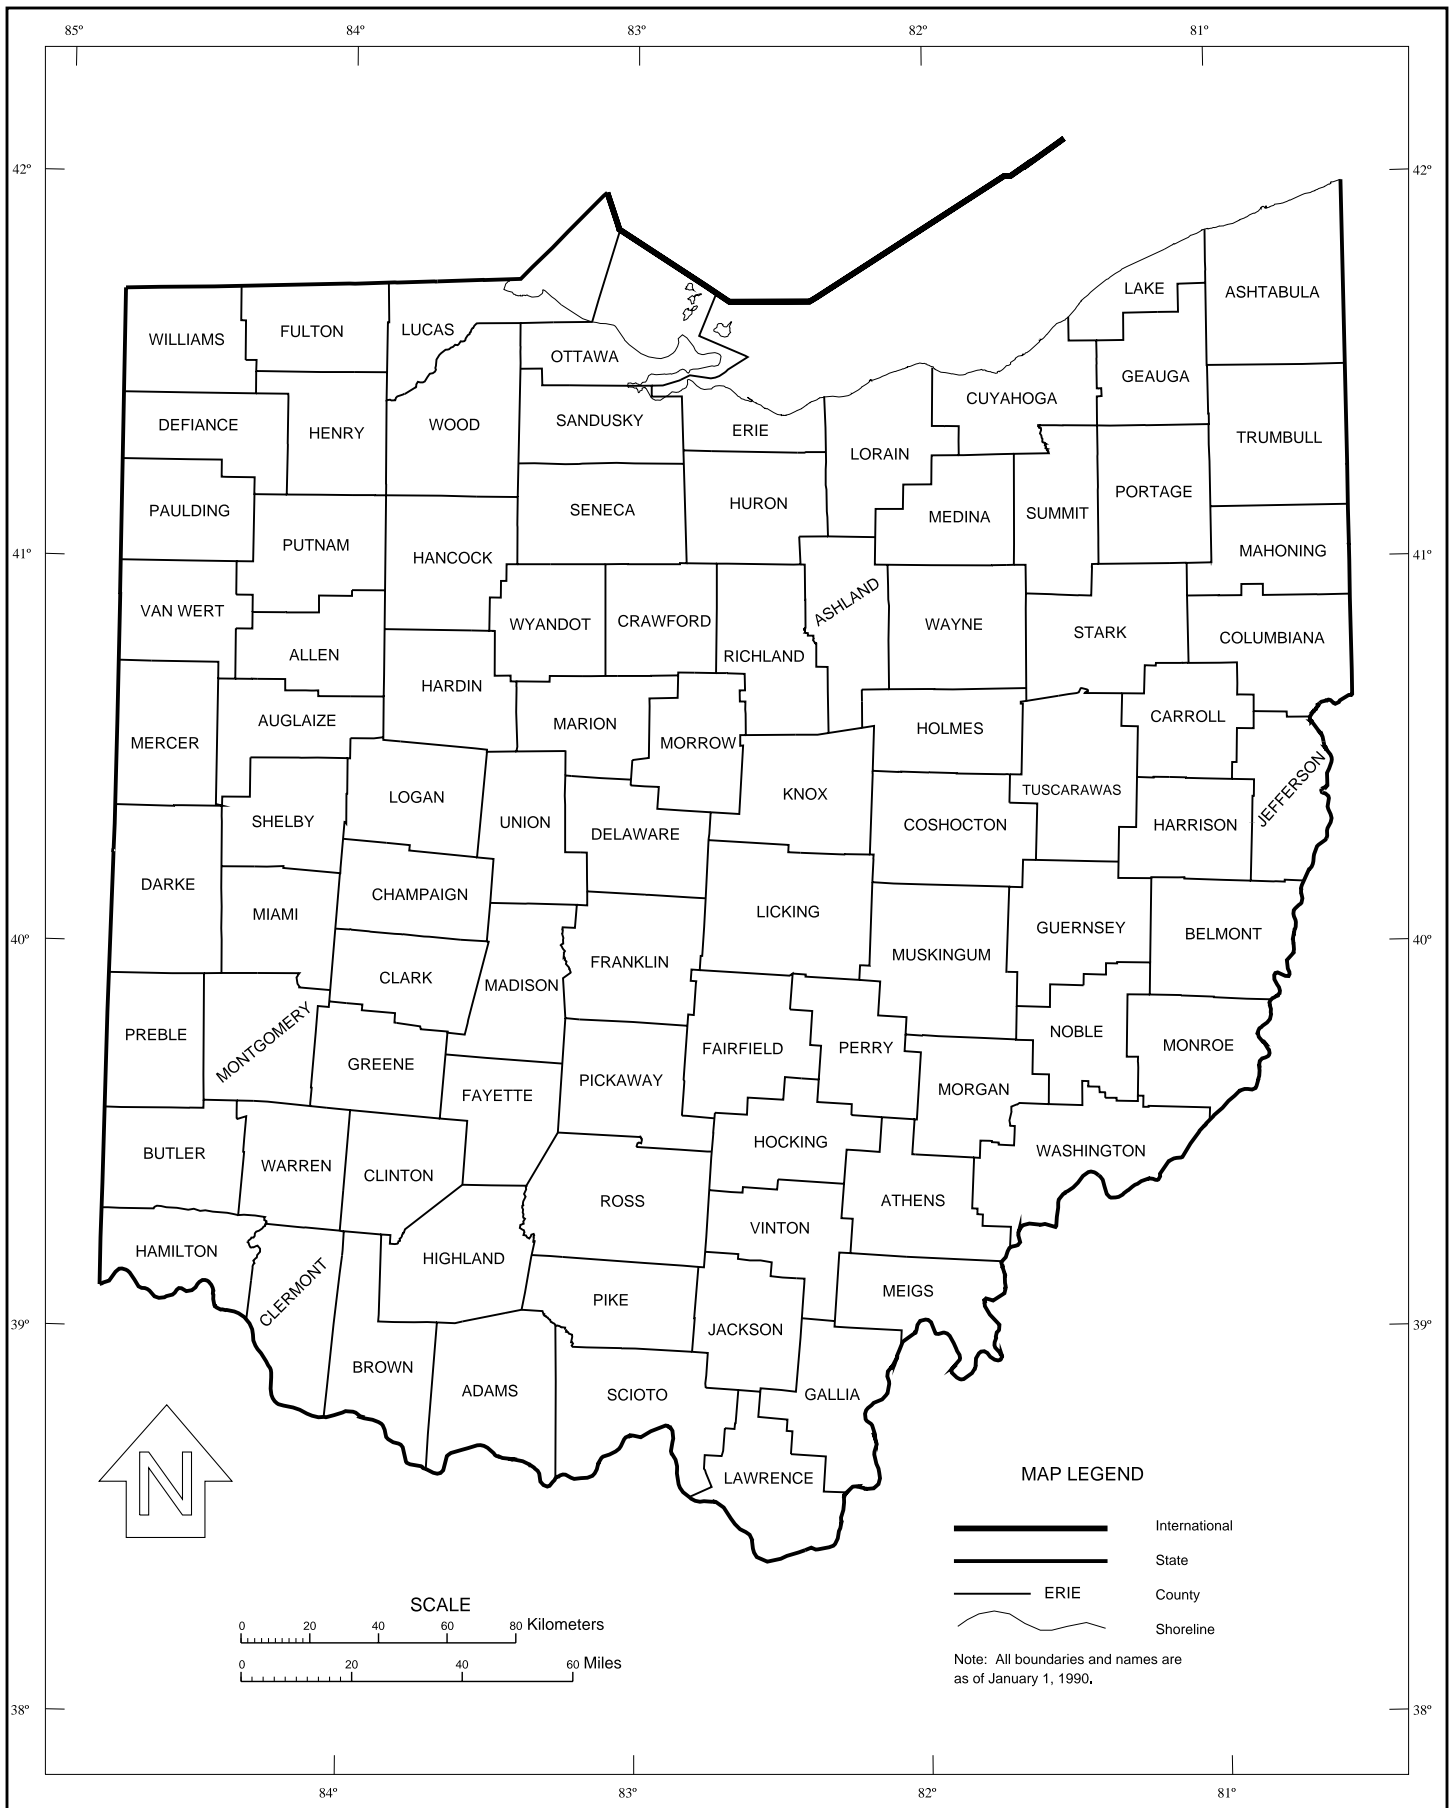 85° 84° 83° 82° 81°
42° 42°
LAKE
ASHTABULA
WILLIAMS
FULTON
LUCAS
OTTAWA
GEAUGA
CUYAHOGA
DEFIANCE
HENRY
WOOD
SANDUSKY
ERIE
LORAIN
TRUMBULL
PAULDING
SENECA
HURON
MEDINA
SUMMIT
PORTAGE
PUTNAM
HANCOCK
MAHONING
41° 41°
VAN WERT
ALLEN
WYANDOT
CRAWFORD
RICHLAND
ASHLAND
WAYNE
STARK
COLUMBIANA
HARDIN
MERCER
AUGLAIZE
MARION
MORROW
HOLMES
CARROLL
JEFFERSON
LOGAN
SHELBY
UNION
DELAWARE
KNOX
COSHOCTON
TUSCARAWAS
HARRISON
DARKE
MIAMI
CHAMPAIGN
LICKING
MUSKINGUM
GUERNSEY
BELMONT
40° 40°
CLARK
MADISON
FRANKLIN
PREBLE
MONTGOMERY
GREENE
FAYETTE
PICKAWAY
FAIRFIELD
PERRY
MORGAN
NOBLE
MONROE
BUTLER
WARREN
CLINTON
ROSS
HOCKING
ATHENS
WASHINGTON
VINTON
HAMILTON
CLERMONT
HIGHLAND
PIKE
JACKSON
MEIGS
39° 39°
BROWN
ADAMS
SCIOTO
GALLIA
LAWRENCE
N
MAP LEGEND
International
State
ERIE County
Shoreline
Note: All boundaries and names are
as of January 1, 1990.
SCALE
0 20 40 60 80 Kilometers
0 20 40 60 Miles
38° 38°
84° 83° 82° 81°